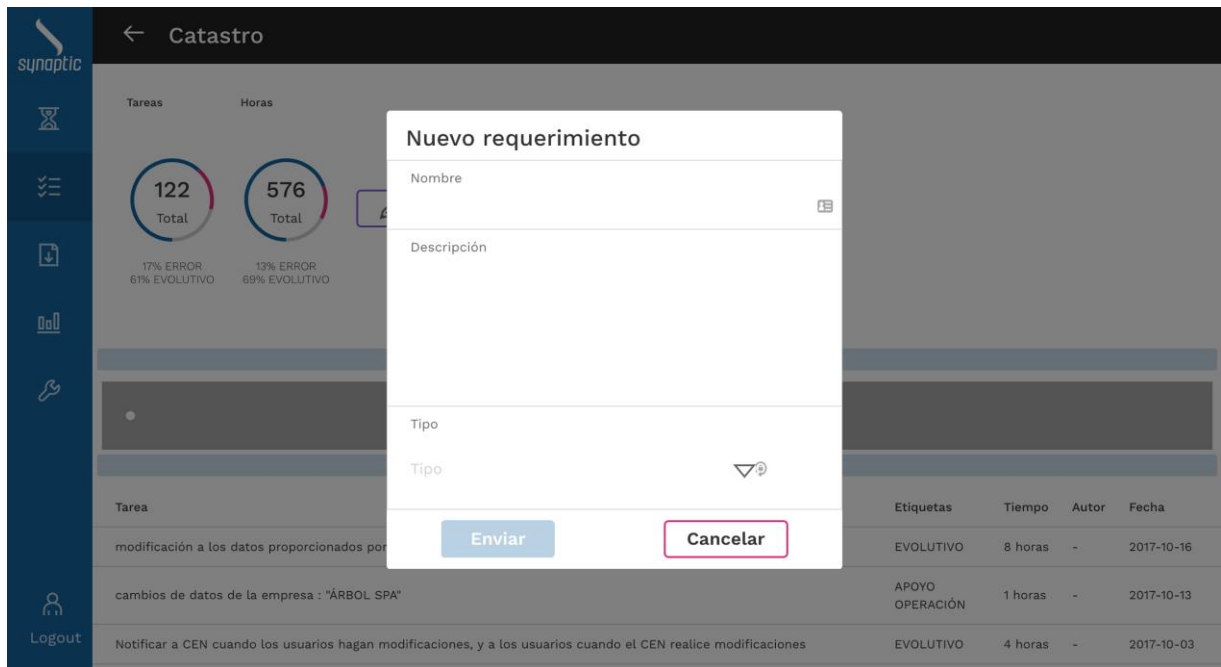 synaptic
Catastro
Tareas Horas
122
Total
576
Total
17% ERROR
61% EVOLUTIVO
13% ERROR
69% EVOLUTIVO
Nuevo requerimiento
Nombre
Descripción
Tipo
Tipo
Enviar Cancelar
Tarea Etiquetas Tiempo Autor Fecha
modificación a los datos proporcionados por EVOLUTIVO 8 horas - 2017-10-16
cambios de datos de la empresa : "ÁRBOL SPA" APOYO OPERACIÓN 1 horas - 2017-10-13
Notificar a CEN cuando los usuarios hagan modificaciones, y a los usuarios cuando el CEN realice modificaciones EVOLUTIVO 4 horas - 2017-10-03
Logout